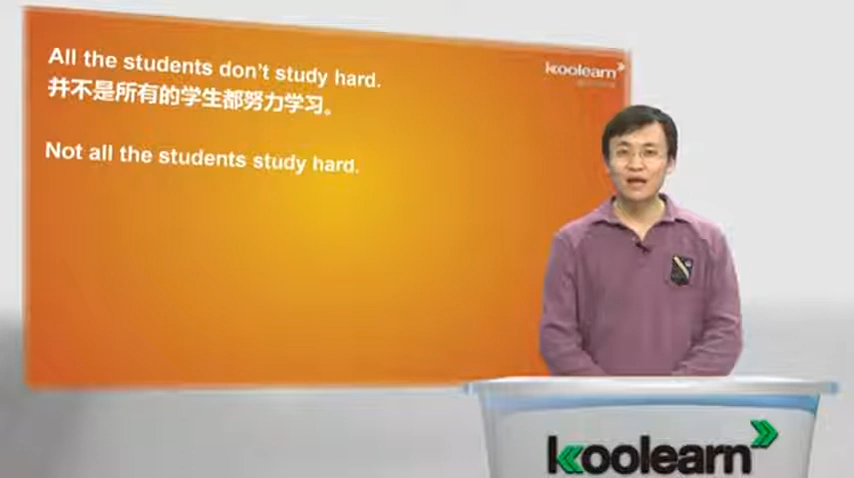 All the students don't study hard.
并不是所有的学生都努力学习。
Not all the students study hard.
koolearn
koolearn